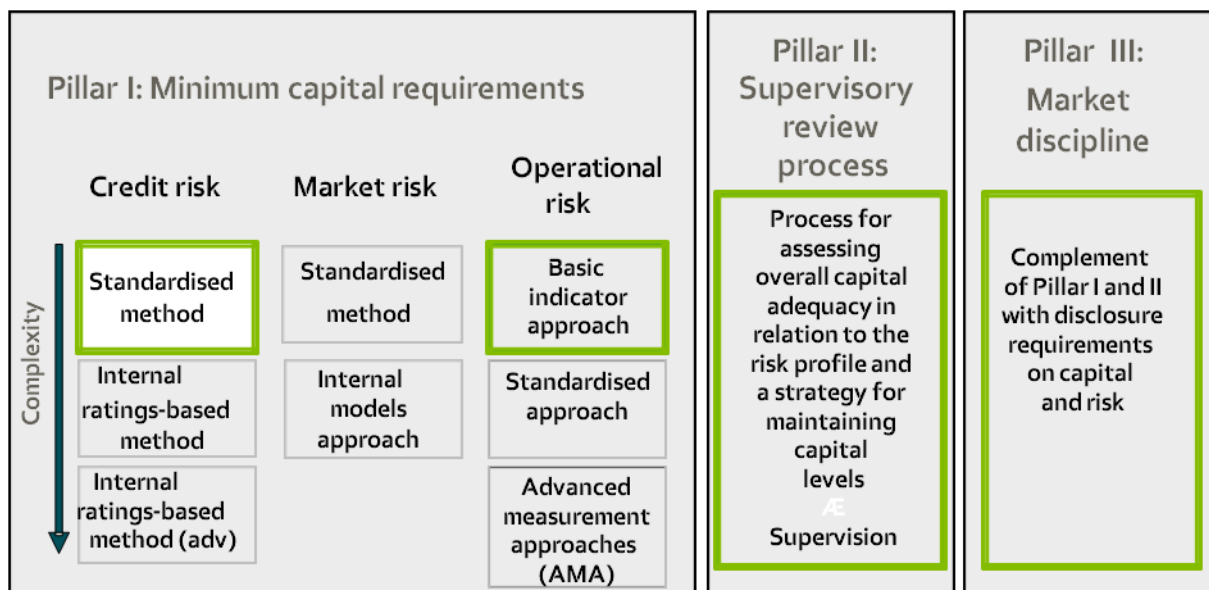 Pillar I: Minimum capital requirements
Credit risk
Market risk
Operational
risk
Complexity
Standardised
method
Internal
ratings-based
method
Internal
ratings-based
method (adv)
Standardised
method
Internal
models
approach
Basic
indicator
approach
Standardised
approach
Advanced
measurement
approaches
(AMA)
Pillar II:
Supervisory
review
process
Process for
assessing
overall capital
adequacy in
relation to the
risk profile and
a strategy for
maintaining
capital
levels
Æ
Supervision
Pillar III:
Market
discipline
Complement
of Pillar I and II
with disclosure
requirements
on capital
and risk